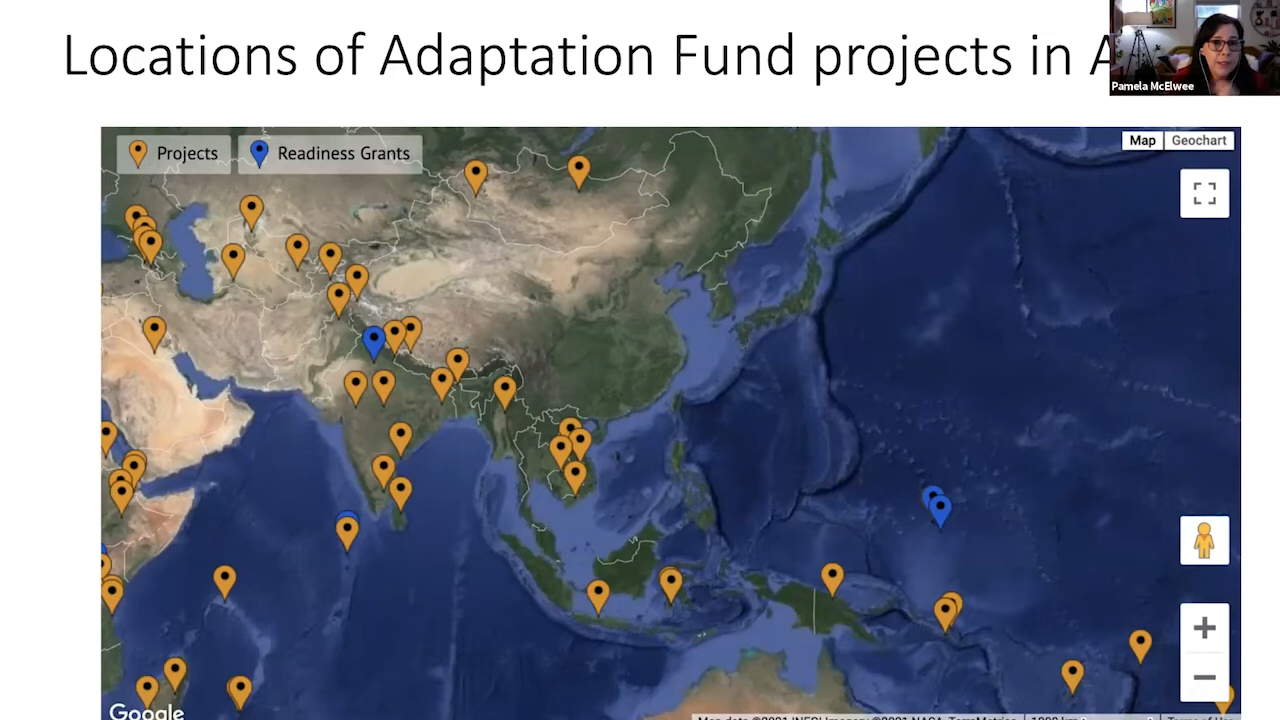 Locations of Adaptation Fund projects in A
Pamela McElwee
Projects
Readiness Grants
Map
Geochart
+
−
Google